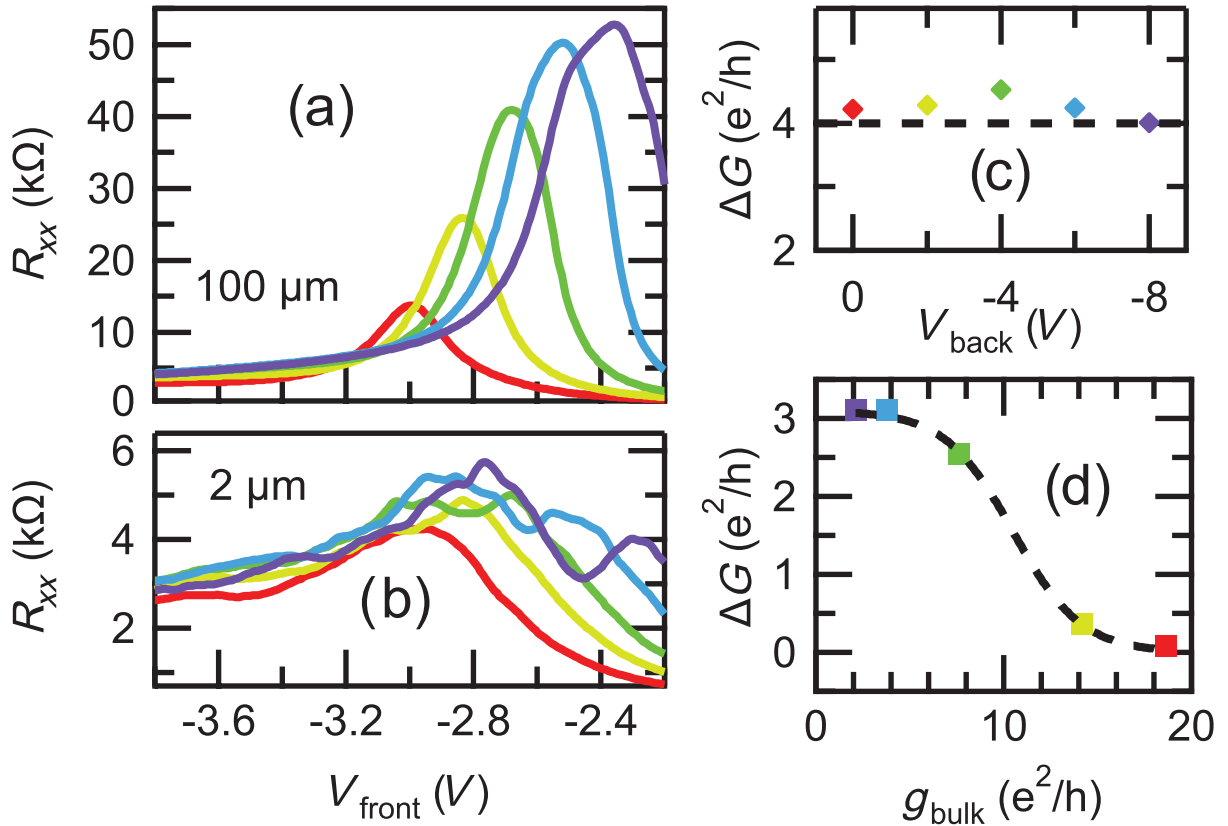 50
40
30
20
10
0
R_xx (kΩ)
(a)
100 µm
6
4
2
R_xx (kΩ)
2 µm
(b)
-3.6 -3.2 -2.8 -2.4
V_front (V)
4
2
ΔG (e²/h)
(c)
0 -4 -8
V_back (V)
3
2
1
0
ΔG (e²/h)
(d)
0 10 20
g_bulk (e²/h)